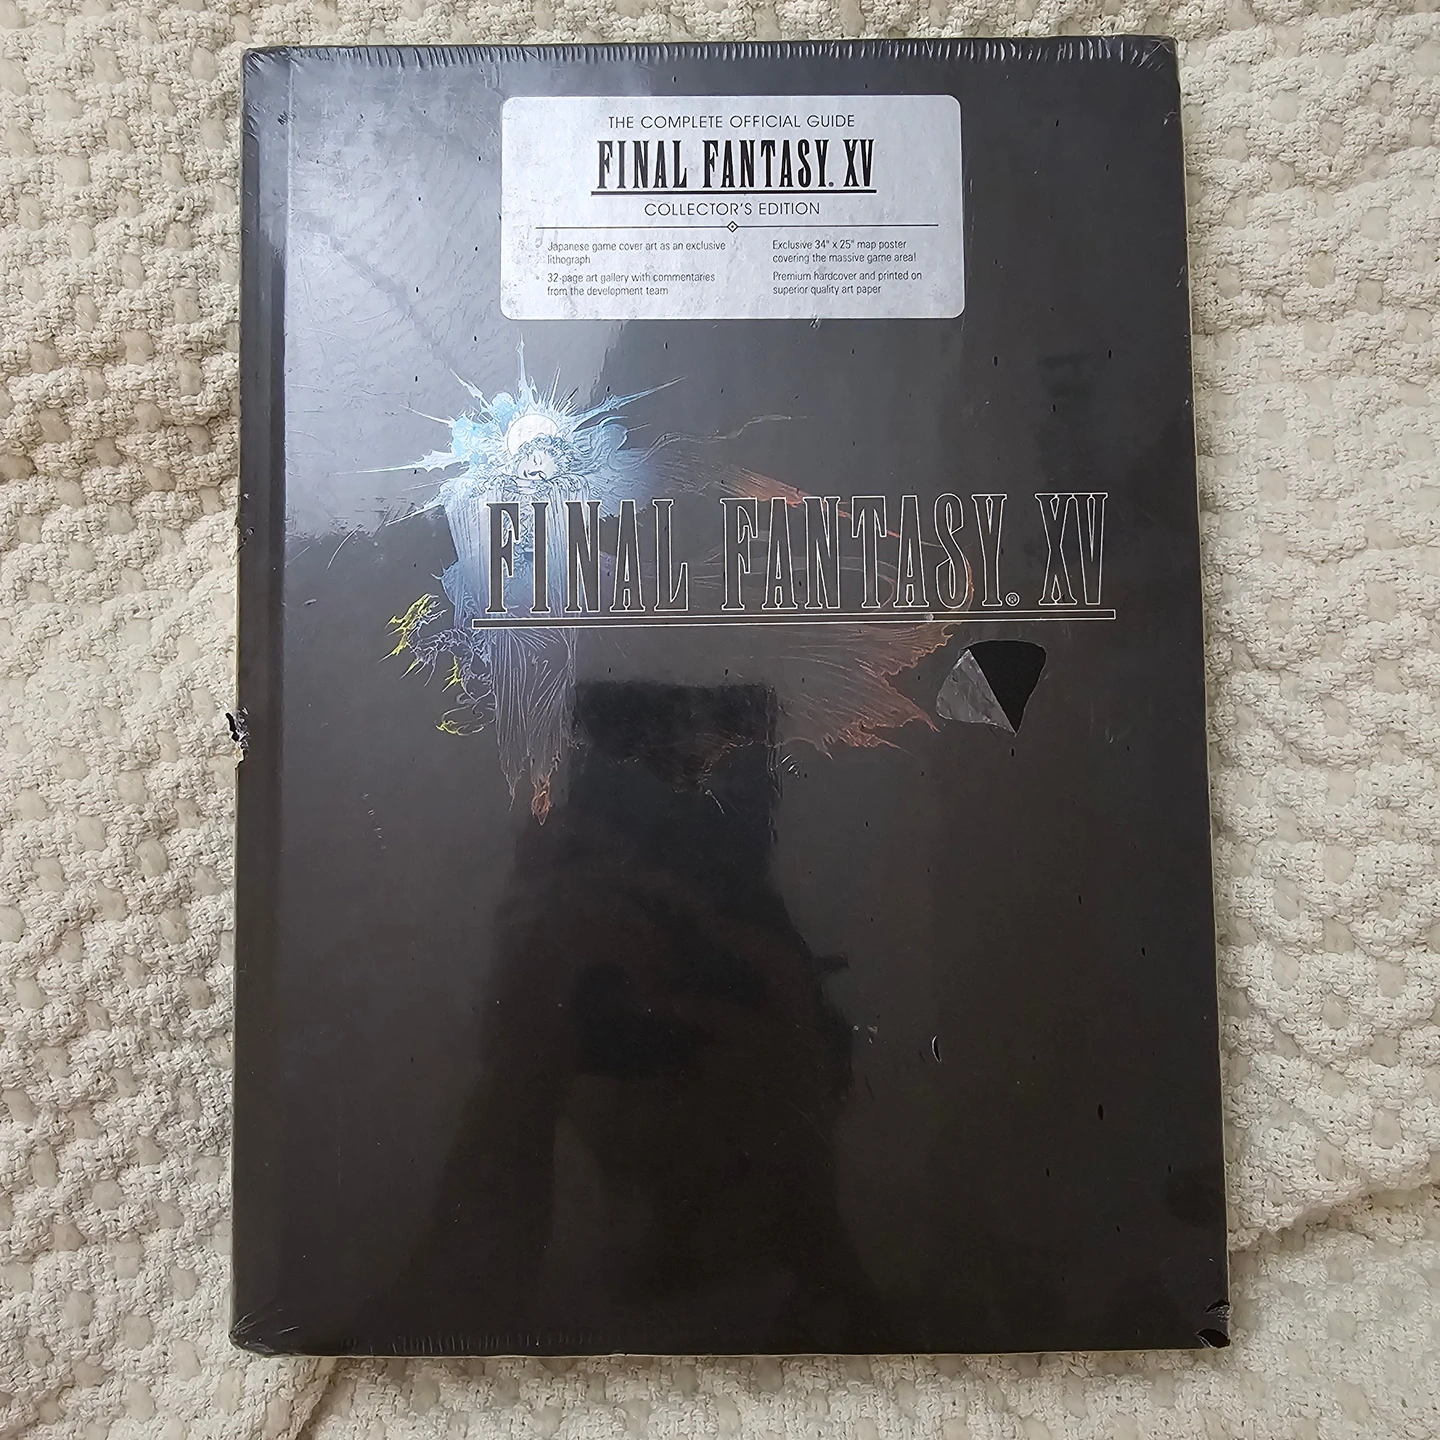 THE COMPLETE OFFICIAL GUIDE
FINAL FANTASY® XV
COLLECTOR'S EDITION
Japanese game cover art as an exclusive
lithograph
32-page art gallery with commentaries
from the development team
Exclusive 34" x 25" map poster
covering the massive game area!
Premium hardcover and printed on
superior quality art paper
FINAL FANTASY® XV